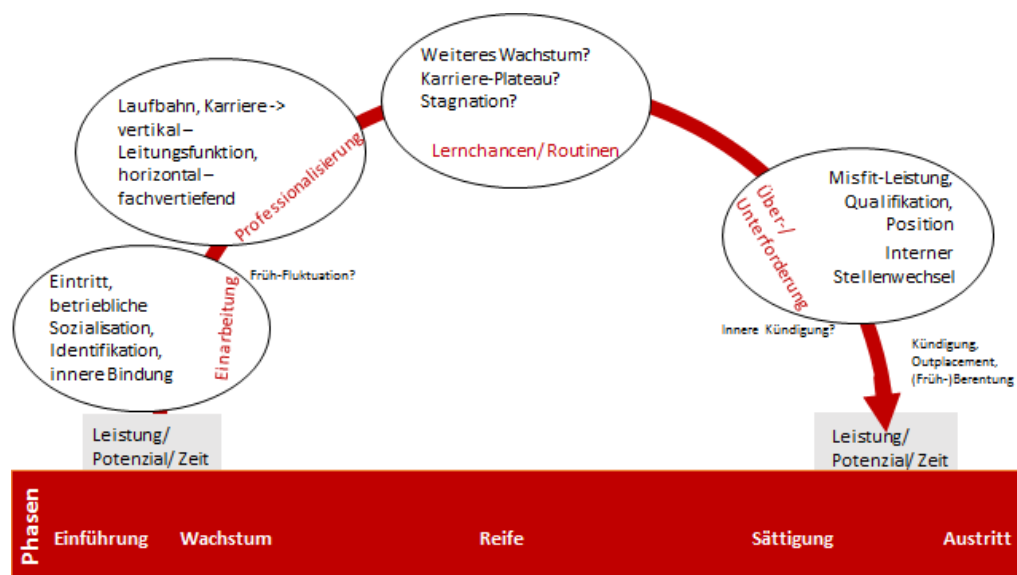 Weiteres Wachstum?
Karriere-Plateau?
Stagnation?
Lernchancen/ Routinen
Laufbahn, Karriere ->
vertikal –
Leitungsfunktion,
horizontal –
fachvertiefend
Professionalisierung
Misfit-Leistung,
Qualifikation,
Position
Interner
Stellenwechsel
Über-/
Unterforderung
Früh-Fluktuation?
Eintritt,
betriebliche
Sozialisation,
Identifikation,
innere Bindung
Einarbeitung
Innere Kündigung?
Kündigung,
Outplacement,
(Früh-)Berentung
Leistung/
Potenzial/ Zeit
Leistung/
Potenzial/ Zeit
Phasen
Einführung
Wachstum
Reife
Sättigung
Austritt